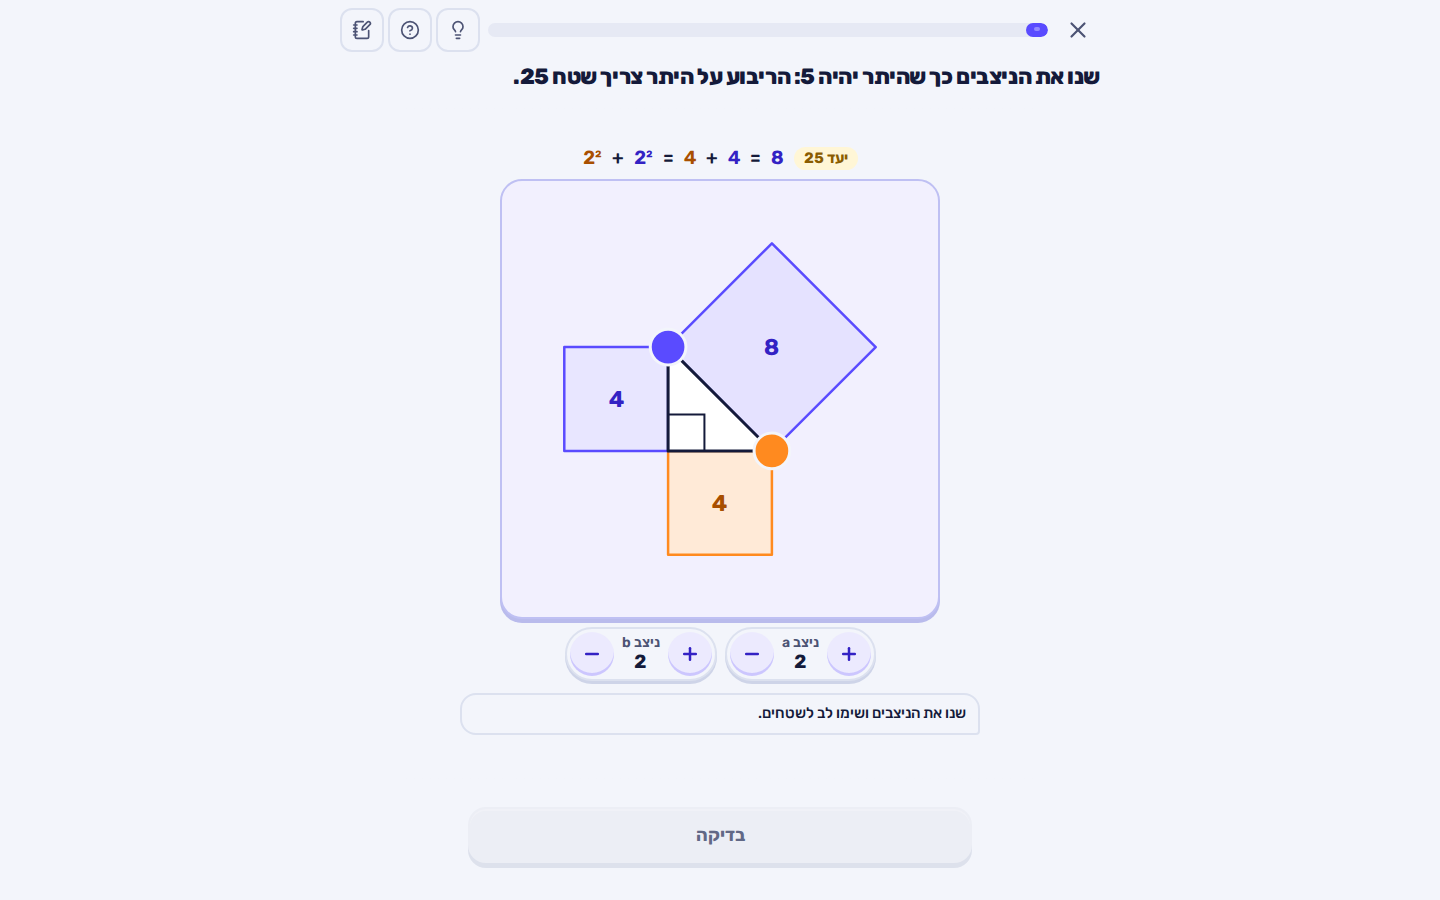 שנו את הניצבים כך שהיתר יהיה 5: הריבוע על היתר צריך שטח 25.
2² + 2² = 4 + 4 = 8 יעד 25
8
4
4
ניצב a
2
ניצב b
2
שנו את הניצבים ושימו לב לשטחים.
בדיקה